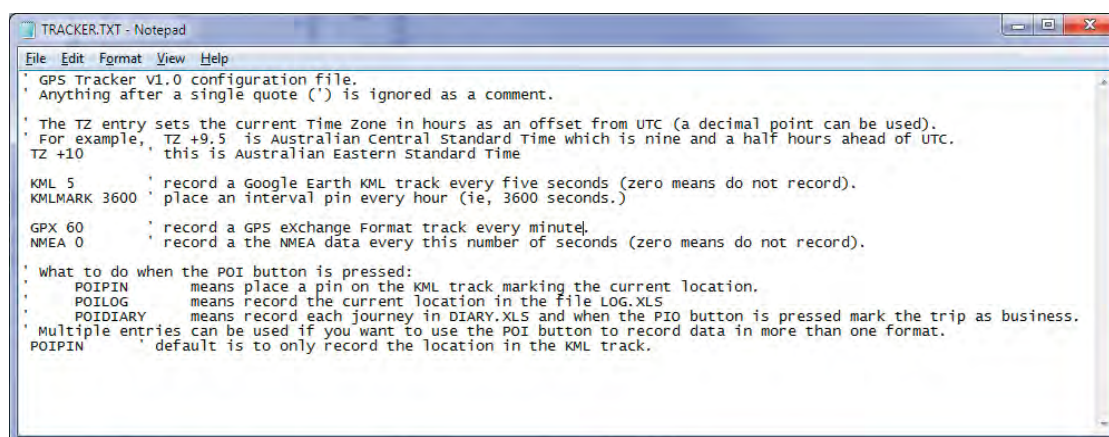 TRACKER.TXT - Notepad
File Edit Format View Help
' GPS Tracker V1.0 configuration file.
' Anything after a single quote (') is ignored as a comment.
' The TZ entry sets the current Time Zone in hours as an offset from UTC (a decimal point can be used).
' For example, TZ +9.5 is Australian Central Standard Time which is nine and a half hours ahead of UTC.
TZ +10 ' this is Australian Eastern Standard Time
KML 5 ' record a Google Earth KML track every five seconds (zero means do not record).
KMLMARK 3600 ' place an interval pin every hour (ie, 3600 seconds.)
GPX 60 ' record a GPS eXchange Format track every minute.
NMEA 0 ' record a the NMEA data every this number of seconds (zero means do not record).
' What to do when the POI button is pressed:
' POIPIN means place a pin on the KML track marking the current location.
' POILOG means record the current location in the file LOG.XLS
' POIDIARY means record each journey in DIARY.XLS and when the PIO button is pressed mark the trip as business.
' Multiple entries can be used if you want to use the POI button to record data in more than one format.
POIPIN ' default is to only record the location in the KML track.